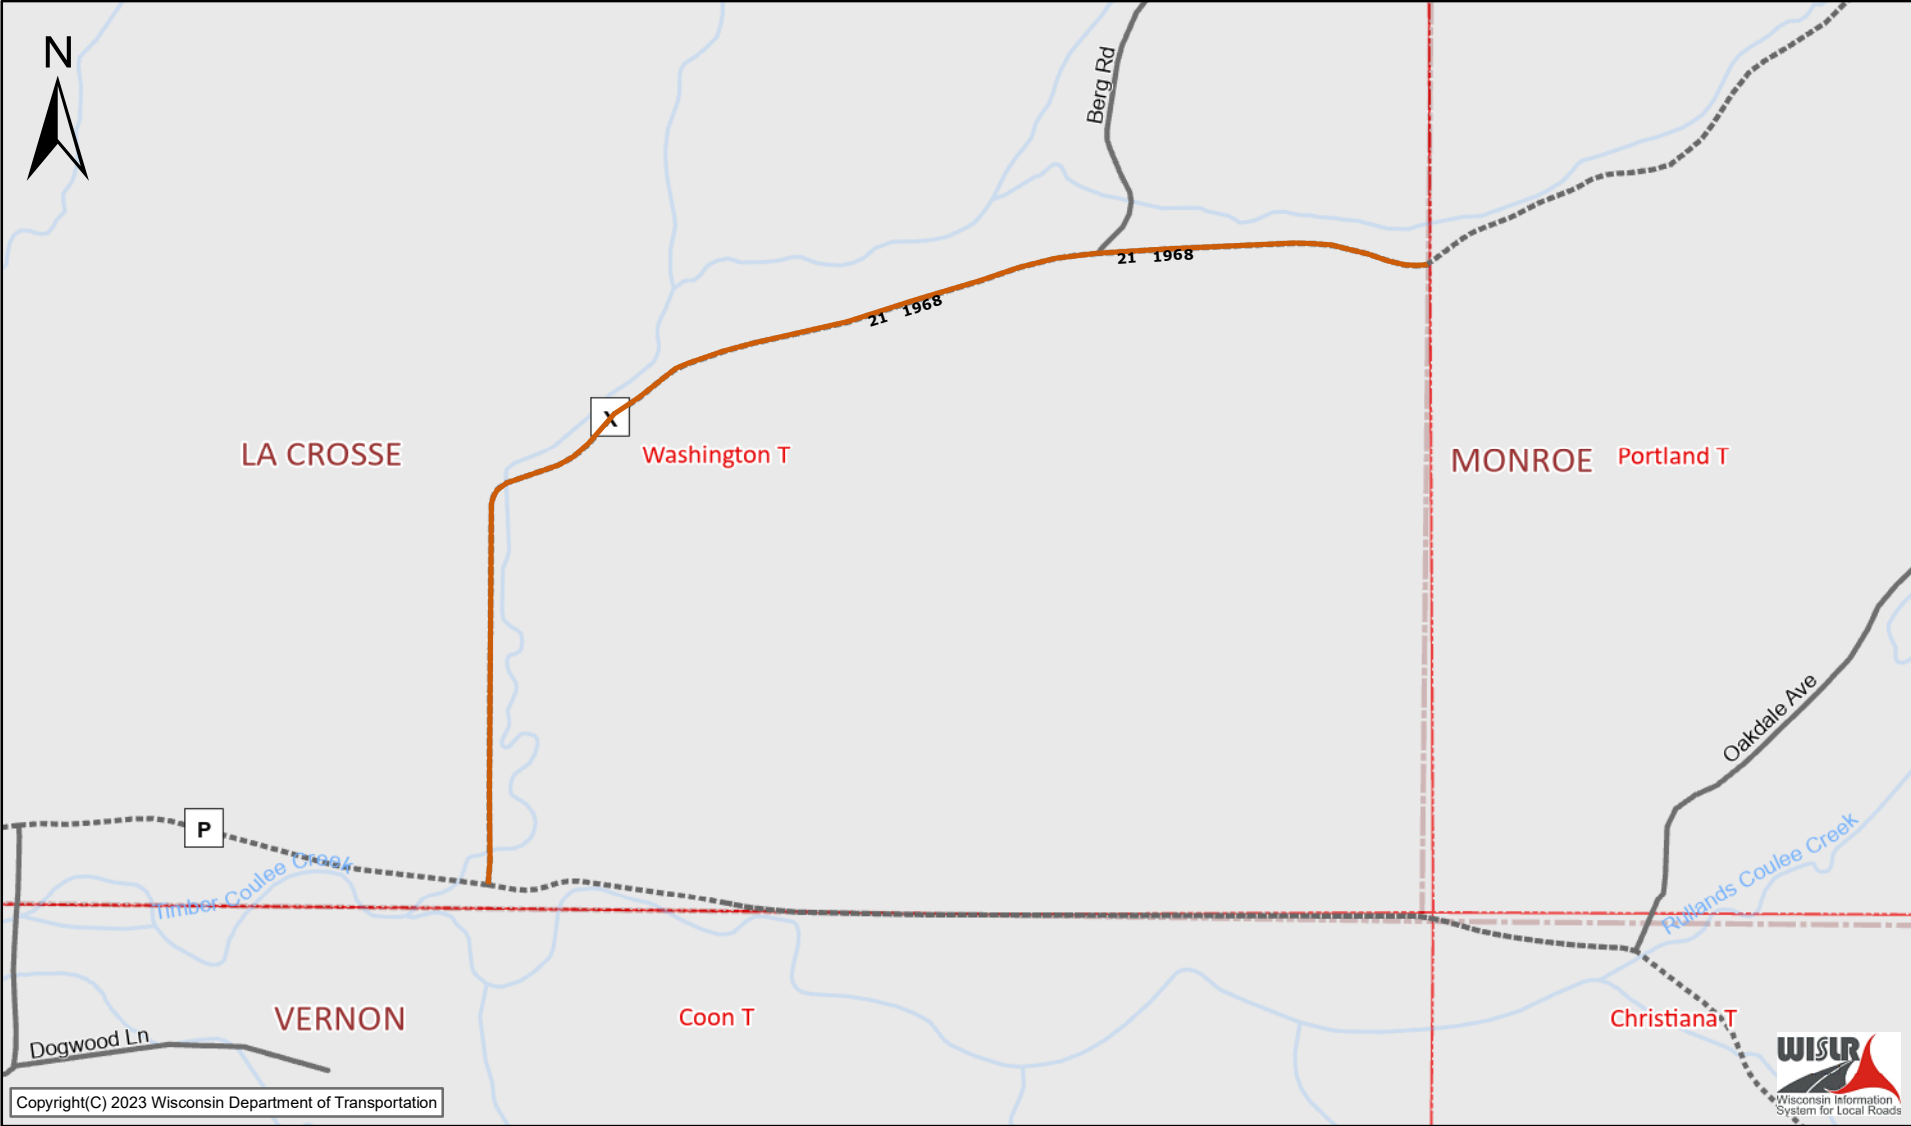 N
Berg Rd
21 1968
21 1968
X
LA CROSSE
Washington T
MONROE
Portland T
Oakdale Ave
P
Timber Coulee Creek
Rullands Coulee Creek
VERNON
Coon T
Christiana T
Dogwood Ln
WISLR
Wisconsin Information
System for Local Roads
Copyright(C) 2023 Wisconsin Department of Transportation